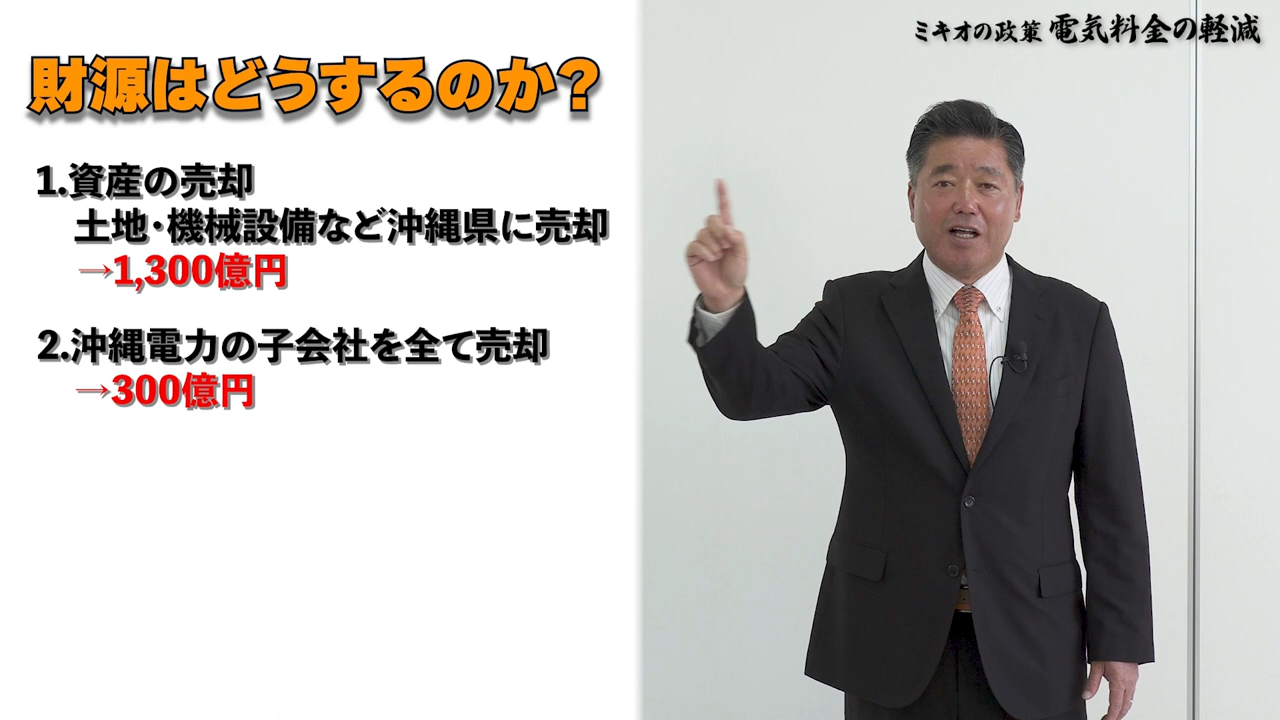 ミキオの政策 電気料金の軽減
財源はどうするのか?
1.資産の売却
土地・機械設備など沖縄県に売却
→1,300億円
2.沖縄電力の子会社を全て売却
→300億円